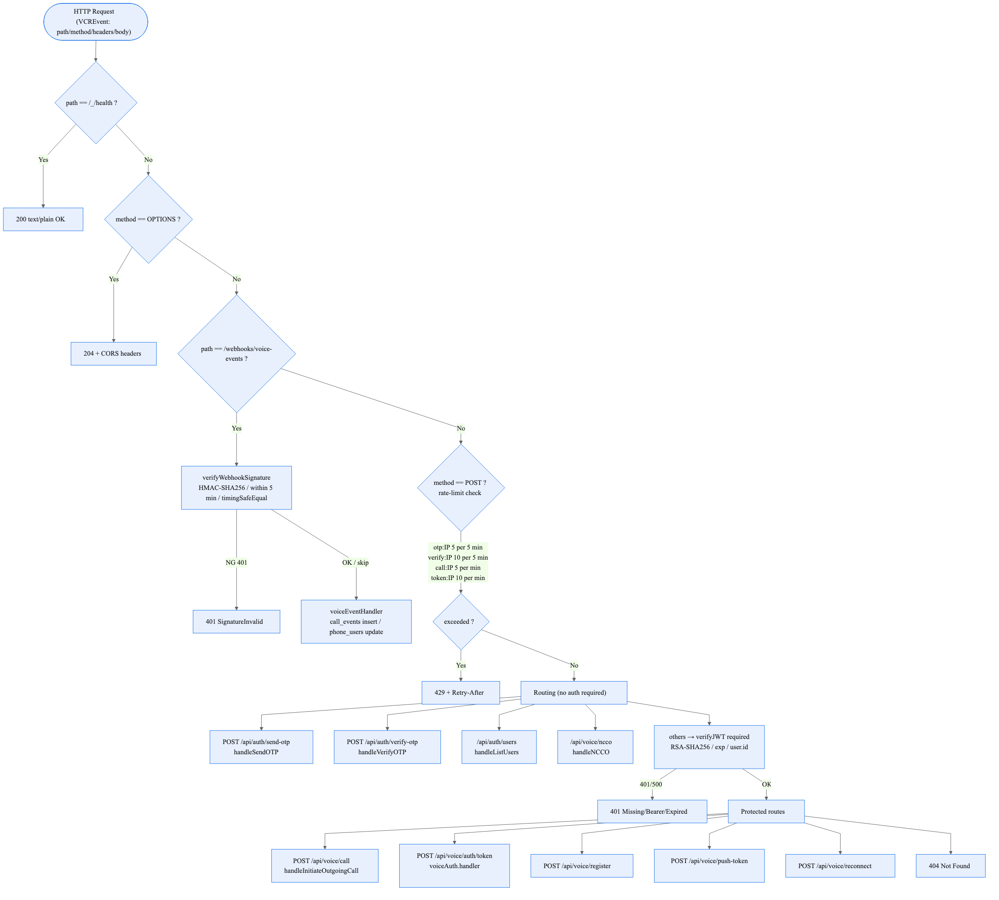 HTTP Request
(VCREvent:
path/method/headers/body)
path == /_/health ?
Yes
No
200 text/plain OK
method == OPTIONS ?
Yes
No
204 + CORS headers
path == /webhooks/voice-
events ?
Yes
No
verifyWebhookSignature
HMAC-SHA256 / within 5
min / timingSafeEqual
method == POST ?
rate-limit check
otp:IP 5 per 5 min
verify:IP 10 per 5 min
call:IP 5 per min
token:IP 10 per min
NG 401
OK / skip
401 SignatureInvalid
voiceEventHandler
call_events insert /
phone_users update
exceeded ?
Yes
No
429 + Retry-After
Routing (no auth required)
POST /api/auth/send-otp
handleSendOTP
POST /api/auth/verify-otp
handleVerifyOTP
/api/auth/users
handleListUsers
/api/voice/ncco
handleNCCO
others → verifyJWT required
RSA-SHA256 / exp / user.id
401/500
OK
401 Missing/Bearer/Expired
Protected routes
POST /api/voice/call
handleInitiateOutgoingCall
POST /api/voice/auth/token
voiceAuth.handler
POST /api/voice/register
POST /api/voice/push-token
POST /api/voice/reconnect
404 Not Found